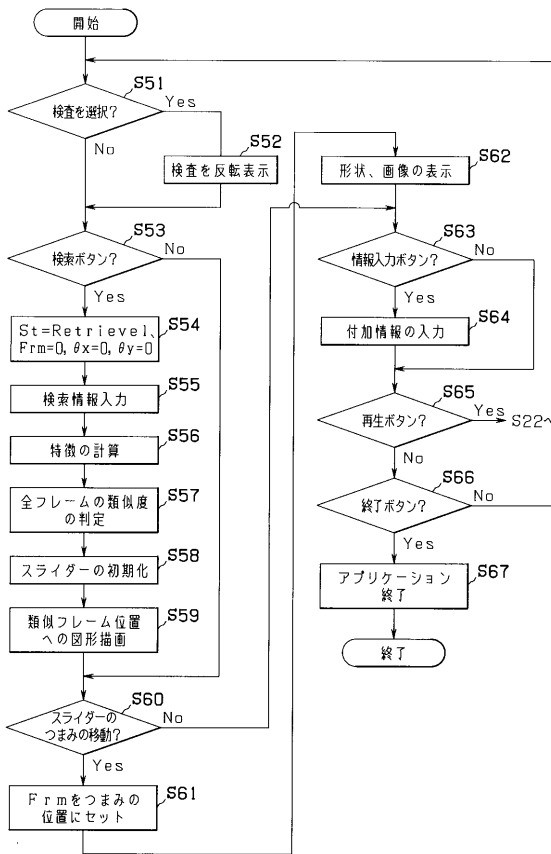 開始
S51
検査を選択?
Yes
No
S52
検査を反転表示
S53
検索ボタン?
No
Yes
S54
St=Retrievel、
Frm=0, θx=0, θy=0
S55
検索情報入力
S56
特徴の計算
S57
全フレームの類似度
の判定
S58
スライダーの初期化
S59
類似フレーム位置
への図形描画
S60
スライダーの
つまみの移動?
No
Yes
S61
Frmをつまみの
位置にセット
S62
形状、画像の表示
S63
情報入力ボタン?
No
Yes
S64
付加情報の入力
S65
再生ボタン?
Yes
S22へ
No
S66
終了ボタン?
No
Yes
S67
アプリケーション
終了
終了